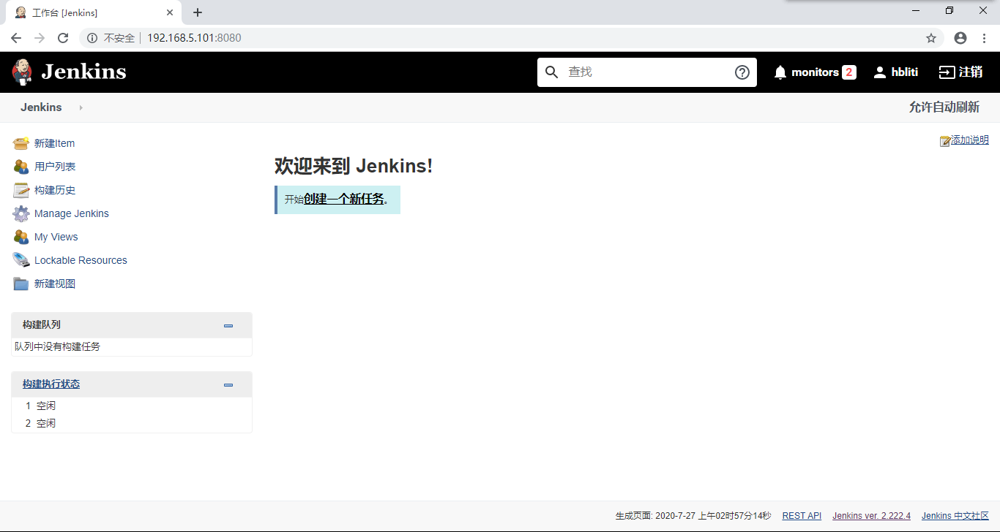 工作台 [Jenkins]
不安全 192.168.5.101:8080
Jenkins 查找 monitors 2 hbliti 注销
Jenkins 允许自动刷新
添加说明
新建Item
用户列表
构建历史
Manage Jenkins
My Views
Lockable Resources
新建视图
构建队列
队列中没有构建任务
构建执行状态
1 空闲
2 空闲
欢迎来到 Jenkins!
开始创建一个新任务。
生成页面: 2020-7-27 上午02时57分14秒 REST API Jenkins ver. 2.222.4 Jenkins 中文社区